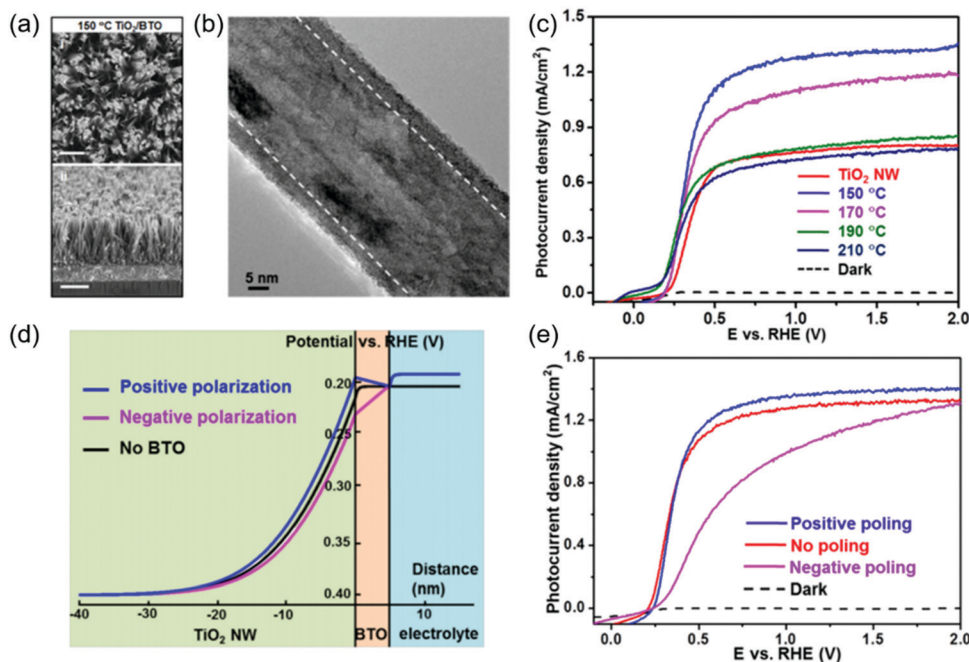 (a)
150 °C TiO₂/BTO
i
ii
(b)
5 nm
(c)
Photocurrent density (mA/cm²)
1.2
0.9
0.6
0.3
0.0
TiO₂ NW
150 °C
170 °C
190 °C
210 °C
Dark
0.0 0.5 1.0 1.5 2.0
E vs. RHE (V)
(d)
Potential vs. RHE (V)
Positive polarization
Negative polarization
No BTO
0.20
0.25
0.30
0.35
0.40
Distance
(nm)
-40 -30 -20 -10 10
TiO₂ NW BTO electrolyte
(e)
Photocurrent density (mA/cm²)
1.6
1.2
1.4
1.4
0.0
Positive poling
No poling
Negative poling
Dark
0.0 0.5 1.0 1.5 2.0
E vs. RHE (V)